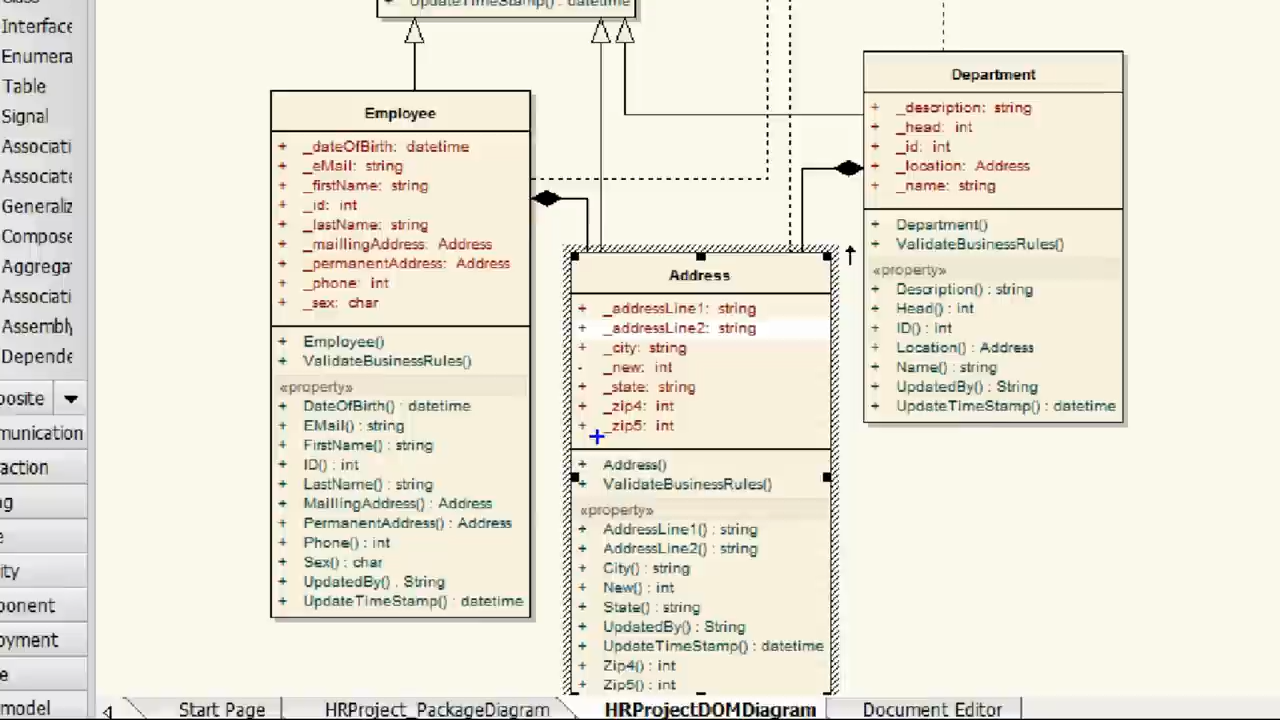 Interface
Enumera
Table
Signal
Associati
Associate
Generaliz
Compose
Aggregat
Associati
Assembly
Depende
posite
munication
raction
ng
e
ity
ponent
oyment
e
model
+ UpdateTimeStamp() : datetime
Employee
+ _dateOfBirth: datetime
+ _eMail: string
+ _firstName: string
+ _id: int
+ _lastName: string
+ _maillingAddress: Address
+ _permanentAddress: Address
+ _phone: int
+ _sex: char
+ Employee()
+ ValidateBusinessRules()
«property»
+ DateOfBirth() : datetime
+ EMail() : string
+ FirstName() : string
+ ID() : int
+ LastName() : string
+ MaillingAddress() : Address
+ PermanentAddress() : Address
+ Phone() : int
+ Sex() : char
+ UpdatedBy() : String
+ UpdateTimeStamp() : datetime
Address
+ _addressLine1: string
+ _addressLine2: string
+ _city: string
- _new: int
+ _state: string
+ _zip4: int
+ _zip5: int
+ Address()
+ ValidateBusinessRules()
«property»
+ AddressLine1() : string
+ AddressLine2() : string
+ City() : string
+ New() : int
+ State() : string
+ UpdatedBy() : String
+ UpdateTimeStamp() : datetime
+ Zip4() : int
+ Zip5() : int
Department
+ _description: string
+ _head: int
+ _id: int
+ _location: Address
+ _name: string
+ Department()
+ ValidateBusinessRules()
«property»
+ Description() : string
+ Head() : int
+ ID() : int
+ Location() : Address
+ Name() : string
+ UpdatedBy() : String
+ UpdateTimeStamp() : datetime
Start Page
HRProject_PackageDiagram
HRProjectDOMDiagram
Document Editor